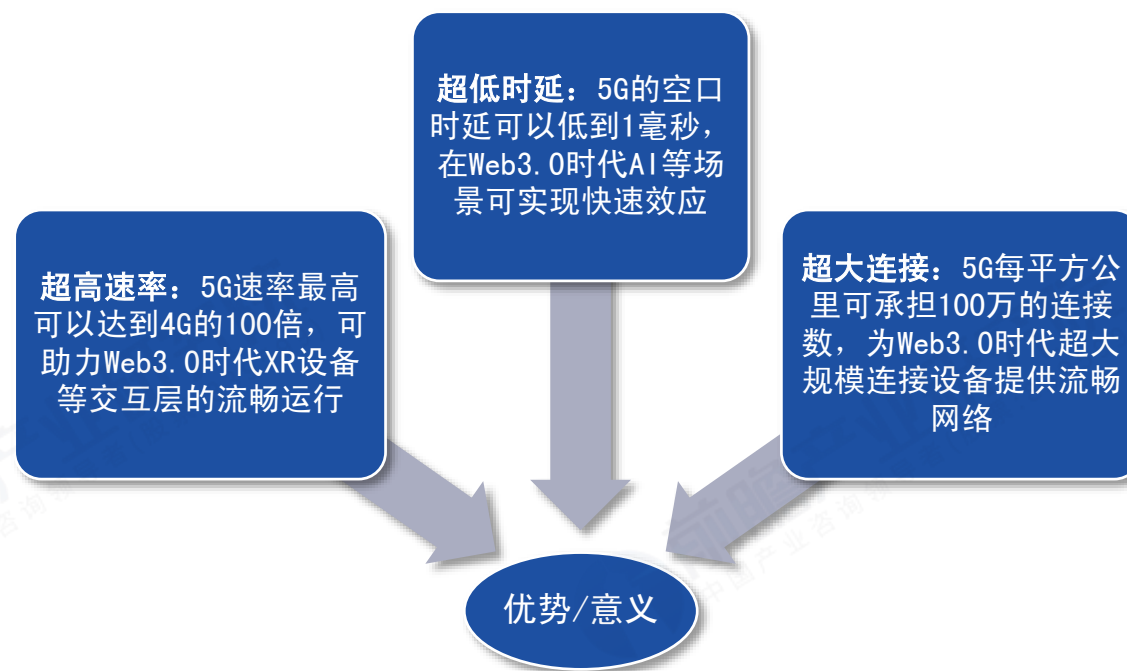 超低时延：5G的空口
时延可以低到1毫秒，
在Web3.0时代AI等场
景可实现快速效应
超高速率：5G速率最高
可以达到4G的100倍，可
助力Web3.0时代XR设备
等交互层的流畅运行
超大连接：5G每平方公
里可承担100万的连接
数，为Web3.0时代超大
规模连接设备提供流畅
网络
优势/意义